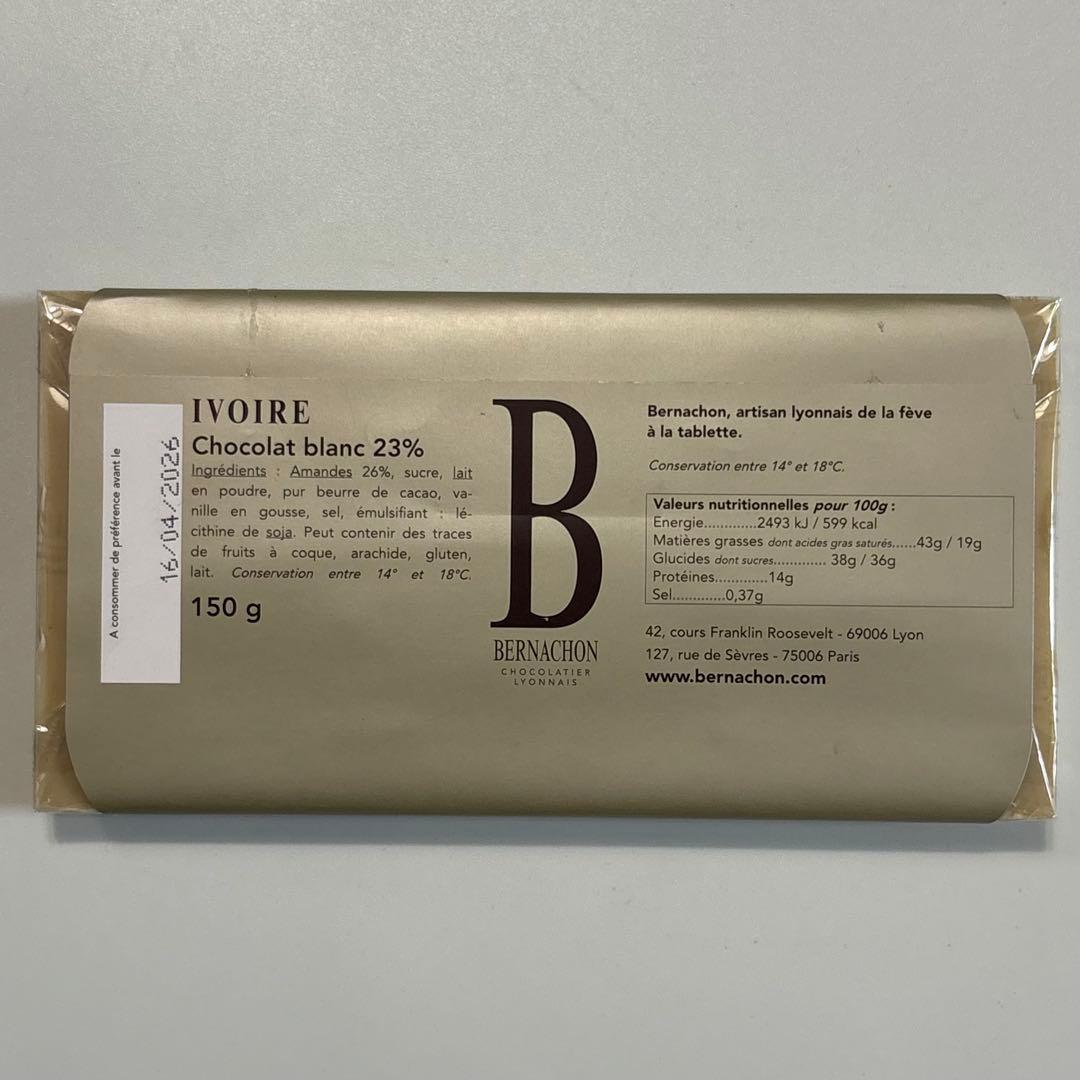 A consommer de préférence avant le
16/04/2026
IVOIRE
Chocolat blanc 23%
Ingrédients : Amandes 26%, sucre, lait
en poudre, pur beurre de cacao, va-
nille en gousse, sel, émulsifiant : lé-
cithine de soja. Peut contenir des traces
de fruits à coque, arachide, gluten,
lait. Conservation entre 14° et 18°C.
150 g
B
BERNACHON
CHOCOLATIER
LYONNAIS
Bernachon, artisan lyonnais de la fève
à la tablette.
Conservation entre 14° et 18°C.
Valeurs nutritionnelles pour 100g :
Energie............2493 kJ / 599 kcal
Matières grasses dont acides gras saturés......43g / 19g
Glucides dont sucres............. 38g / 36g
Protéines.............14g
Sel.............0,37g
42, cours Franklin Roosevelt - 69006 Lyon
127, rue de Sèvres - 75006 Paris
www.bernachon.com